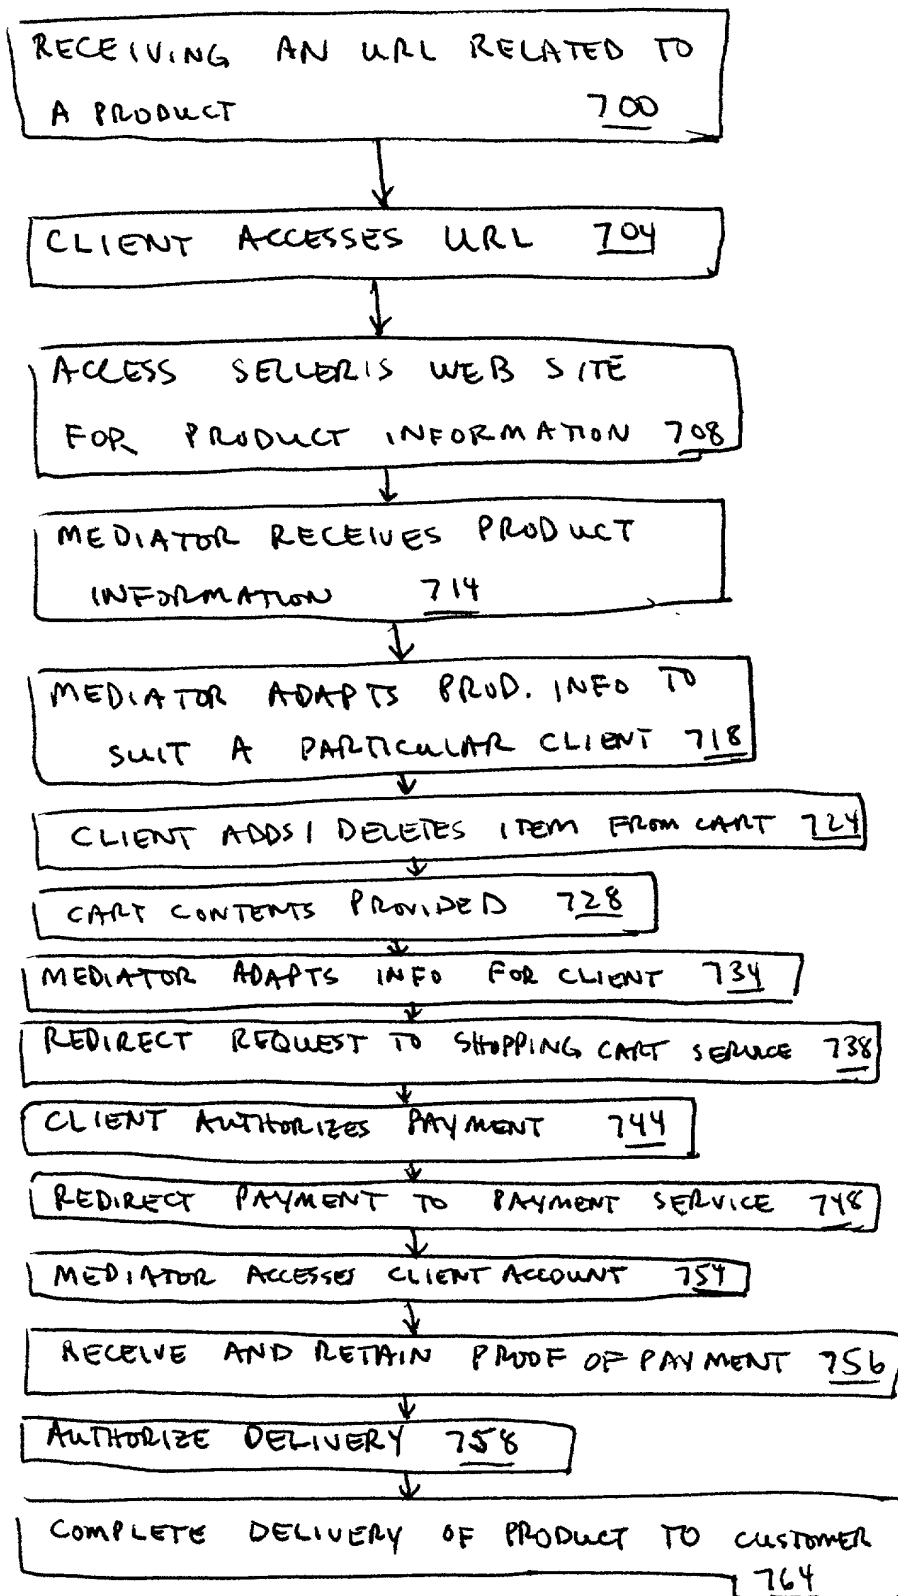 RECEIVING AN URL RELATED TO
A PRODUCT 700
CLIENT ACCESSES URL 704
ACCESS SELLER'S WEB SITE
FOR PRODUCT INFORMATION 708
MEDIATOR RECEIVES PRODUCT
INFORMATION 714
MEDIATOR ADAPTS PROD. INFO TO
SUIT A PARTICULAR CLIENT 718
CLIENT ADDS/DELETES ITEM FROM CART 724
CART CONTENTS PROVIDED 728
MEDIATOR ADAPTS INFO FOR CLIENT 734
REDIRECT REQUEST TO SHOPPING CART SERVICE 738
CLIENT AUTHORIZES PAYMENT 744
REDIRECT PAYMENT TO PAYMENT SERVICE 748
MEDIATOR ACCESSES CLIENT ACCOUNT 754
RECEIVE AND RETAIN PROOF OF PAYMENT 756
AUTHORIZE DELIVERY 758
COMPLETE DELIVERY OF PRODUCT TO CUSTOMER
764